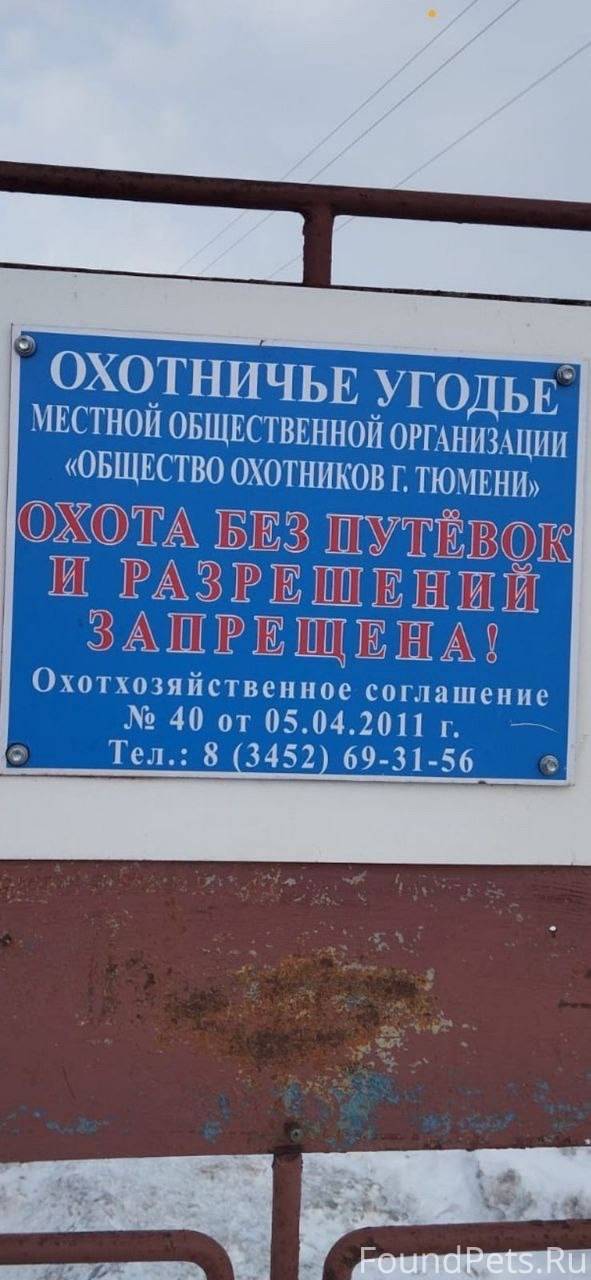 ОХОТНИЧЬЕ УГОДЬЕ
МЕСТНОЙ ОБЩЕСТВЕННОЙ ОРГАНИЗАЦИИ
«ОБЩЕСТВО ОХОТНИКОВ Г. ТЮМЕНИ»
ОХОТА БЕЗ ПУТЁВОК
И РАЗРЕШЕНИЙ
ЗАПРЕЩЕНА!
Охотхозяйственное соглашение
№ 40 от 05.04.2011 г.
Тел.: 8 (3452) 69-31-56
FoundPets.Ru